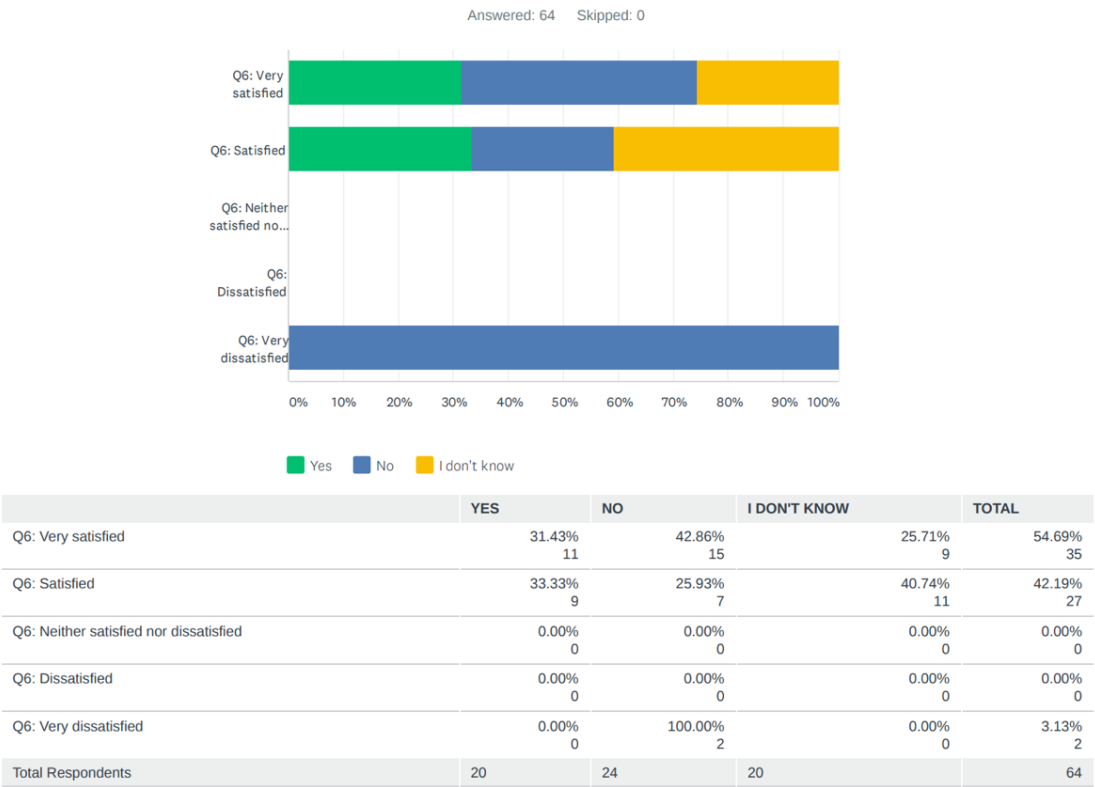 Answered: 64 Skipped: 0
Q6: Very
satisfied
Q6: Satisfied
Q6: Neither
satisfied no...
Q6:
Dissatisfied
Q6: Very
dissatisfied
0% 10% 20% 30% 40% 50% 60% 70% 80% 90% 100%
Yes No I don't know
YES NO I DON'T KNOW TOTAL
Q6: Very satisfied 31.43% 42.86% 25.71% 54.69%
11 15 9 35
Q6: Satisfied 33.33% 25.93% 40.74% 42.19%
9 7 11 27
Q6: Neither satisfied nor dissatisfied 0.00% 0.00% 0.00% 0.00%
0 0 0 0
Q6: Dissatisfied 0.00% 0.00% 0.00% 0.00%
0 0 0 0
Q6: Very dissatisfied 0.00% 100.00% 0.00% 3.13%
0 2 0 2
Total Respondents 20 24 20 64